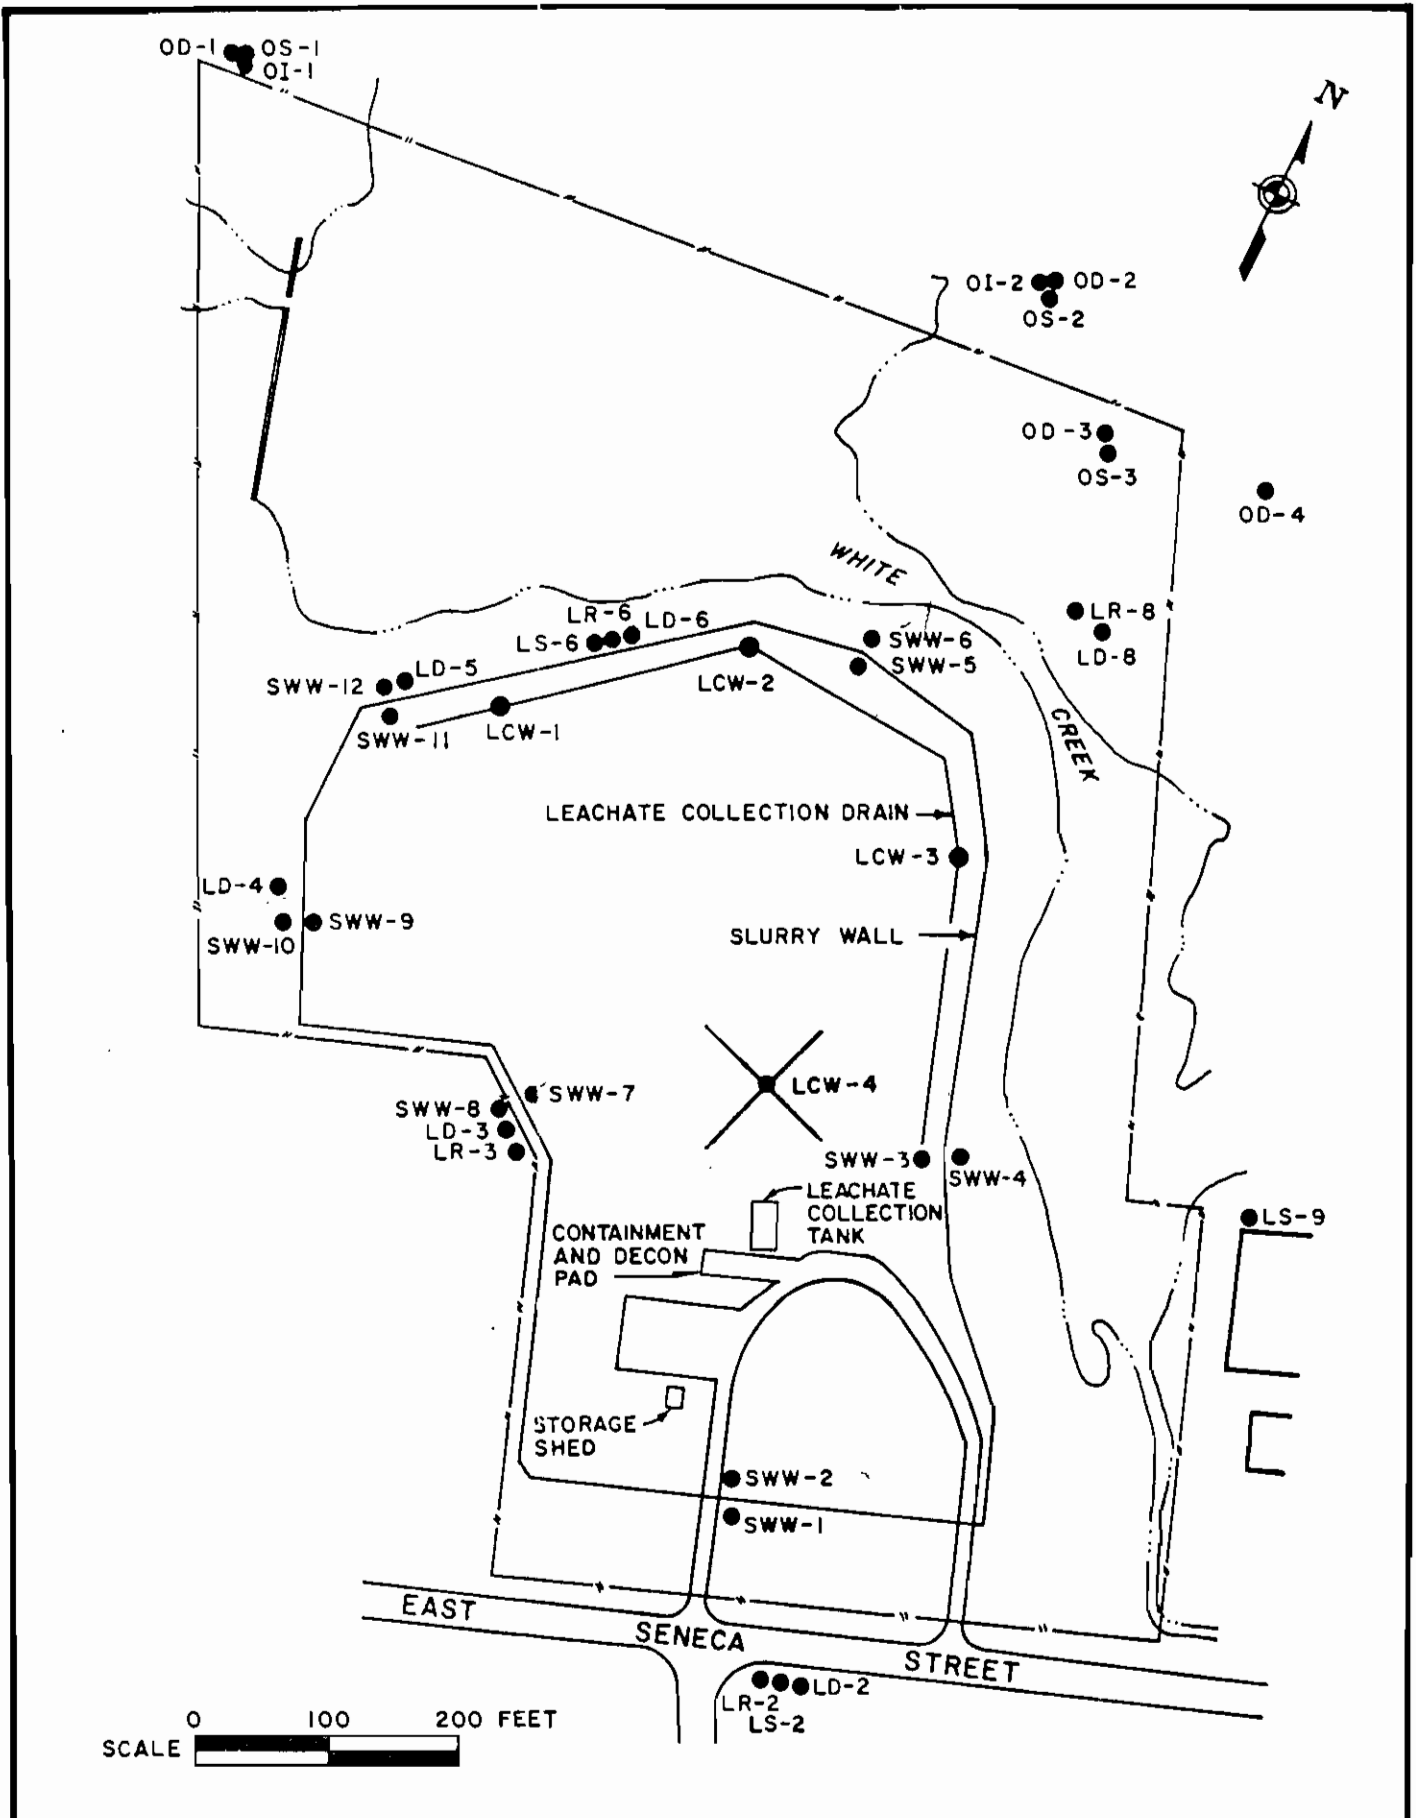 OD-1
OS-1
OI-1
N
OI-2
OD-2
OS-2
OD-3
OS-3
OD-4
WHITE
LR-6
LD-6
LR-8
LS-6
SWW-6
LD-8
LD-5
SWW-5
SWW-12
LCW-2
CREEK
SWW-11
LCW-1
LEACHATE COLLECTION DRAIN
LCW-3
LD-4
SWW-9
SLURRY WALL
SWW-10
LCW-4
SWW-7
SWW-8
LD-3
LR-3
SWW-3
SWW-4
LEACHATE
COLLECTION
TANK
LS-9
CONTAINMENT
AND DECON
PAD
STORAGE
SHED
SWW-2
SWW-1
EAST SENECA STREET
LR-2
LS-2
LD-2
0 100 200 FEET
SCALE